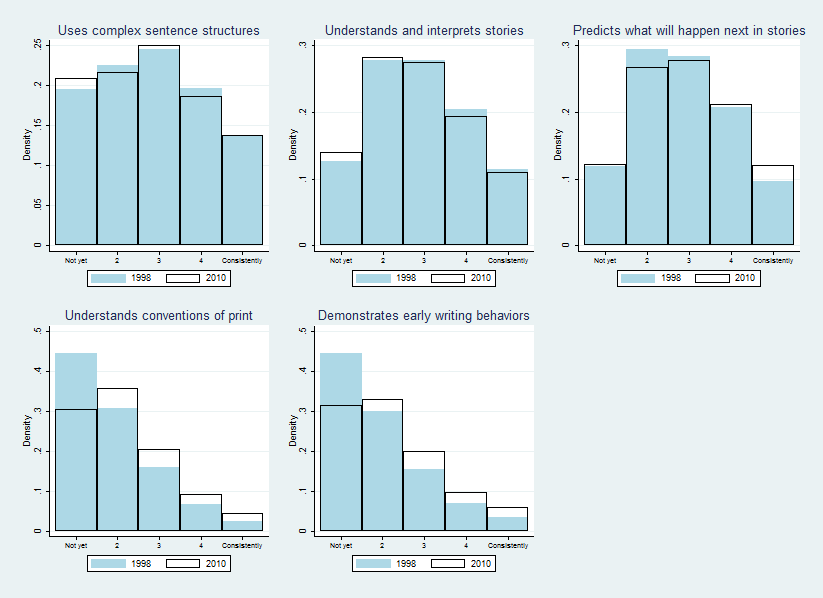 Uses complex sentence structures
Density
0 .05 .1 .15 .2 .25
Not yet 2 3 4 Consistently
1998 2010
Understands and interprets stories
Density
0 .1 .2 .3
Not yet 2 3 4 Consistently
1998 2010
Predicts what will happen next in stories
Density
0 .1 .2 .3
Not yet 2 3 4 Consistently
1998 2010
Understands conventions of print
Density
0 .1 .2 .3 .4 .5
Not yet 2 3 4 Consistently
1998 2010
Demonstrates early writing behaviors
Density
0 .1 .2 .3 .4 .5
Not yet 2 3 4 Consistently
1998 2010